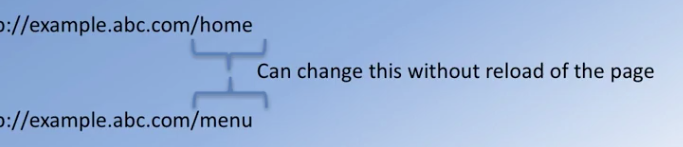 p://example.abc.com/home
Can change this without reload of the page
p://example.abc.com/menu